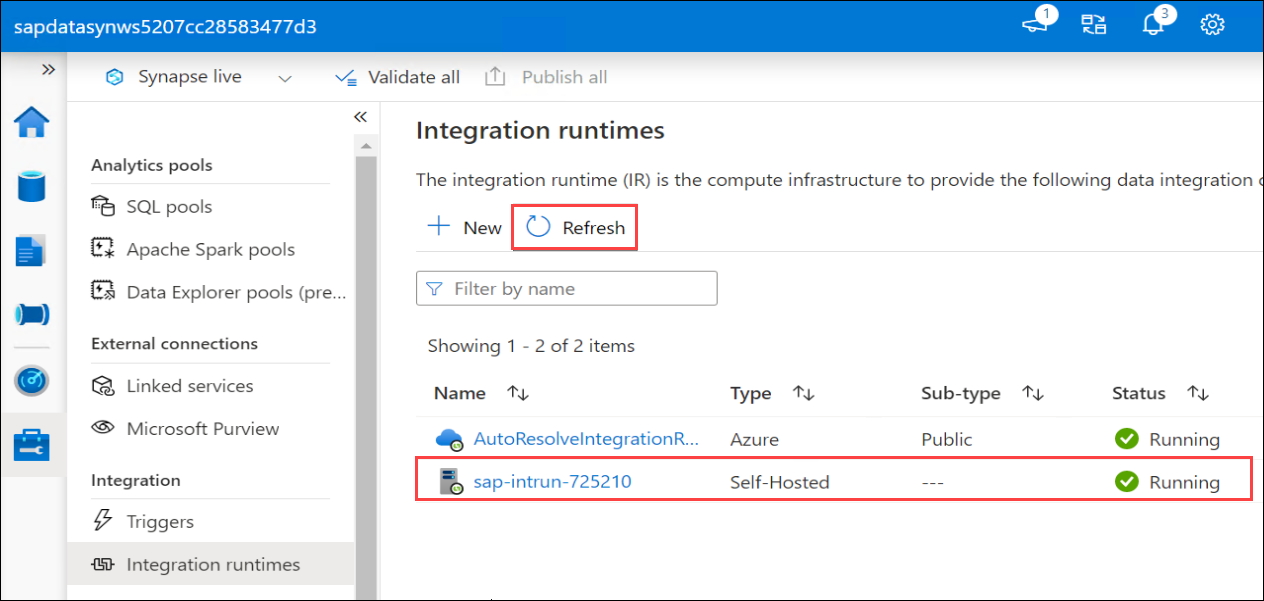 sapdatasynws5207cc28583477d3
1
3
Synapse live
Validate all
Publish all
Analytics pools
SQL pools
Apache Spark pools
Data Explorer pools (pre...
External connections
Linked services
Microsoft Purview
Integration
Triggers
Integration runtimes
Integration runtimes
The integration runtime (IR) is the compute infrastructure to provide the following data integration
New
Refresh
Filter by name
Showing 1 - 2 of 2 items
Name Type Sub-type Status
AutoResolveIntegrationR... Azure Public Running
sap-intrun-725210 Self-Hosted --- Running